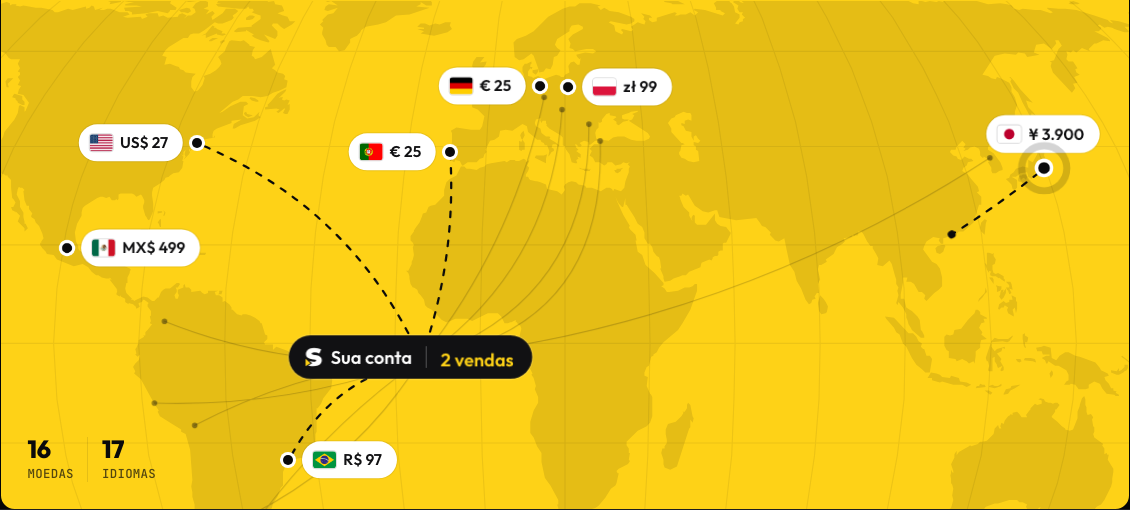 € 25
zł 99
¥ 3.900
US$ 27
€ 25
MX$ 499
S Sua conta
2 vendas
16
MOEDAS
17
IDIOMAS
R$ 97